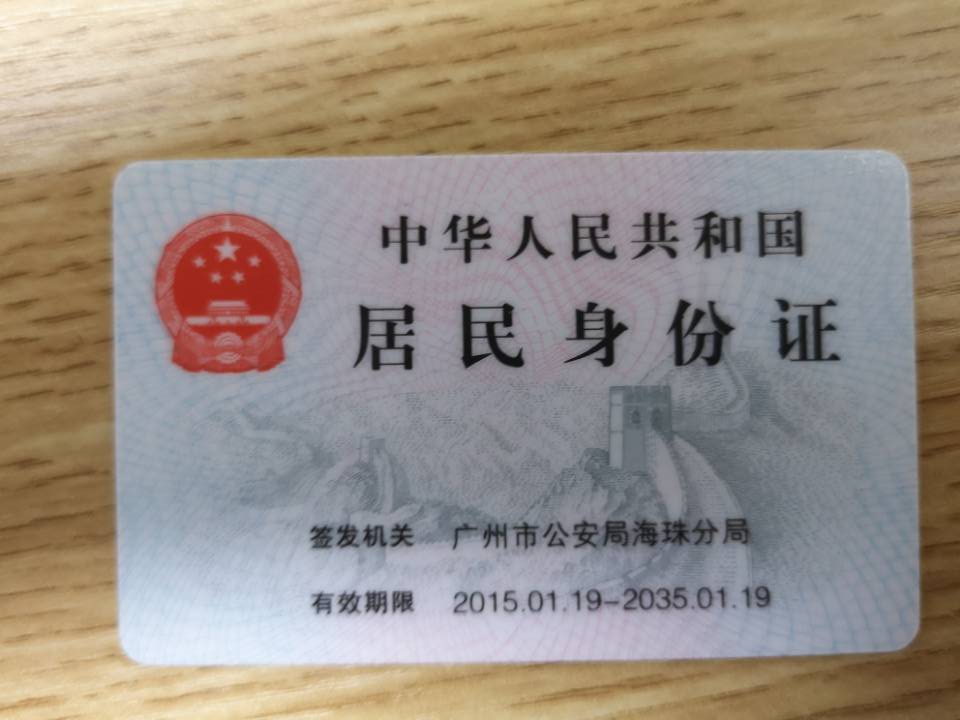 中华人民共和国
居民身份证
签发机关 广州市公安局海珠分局
有效期限 2015.01.19-2035.01.19